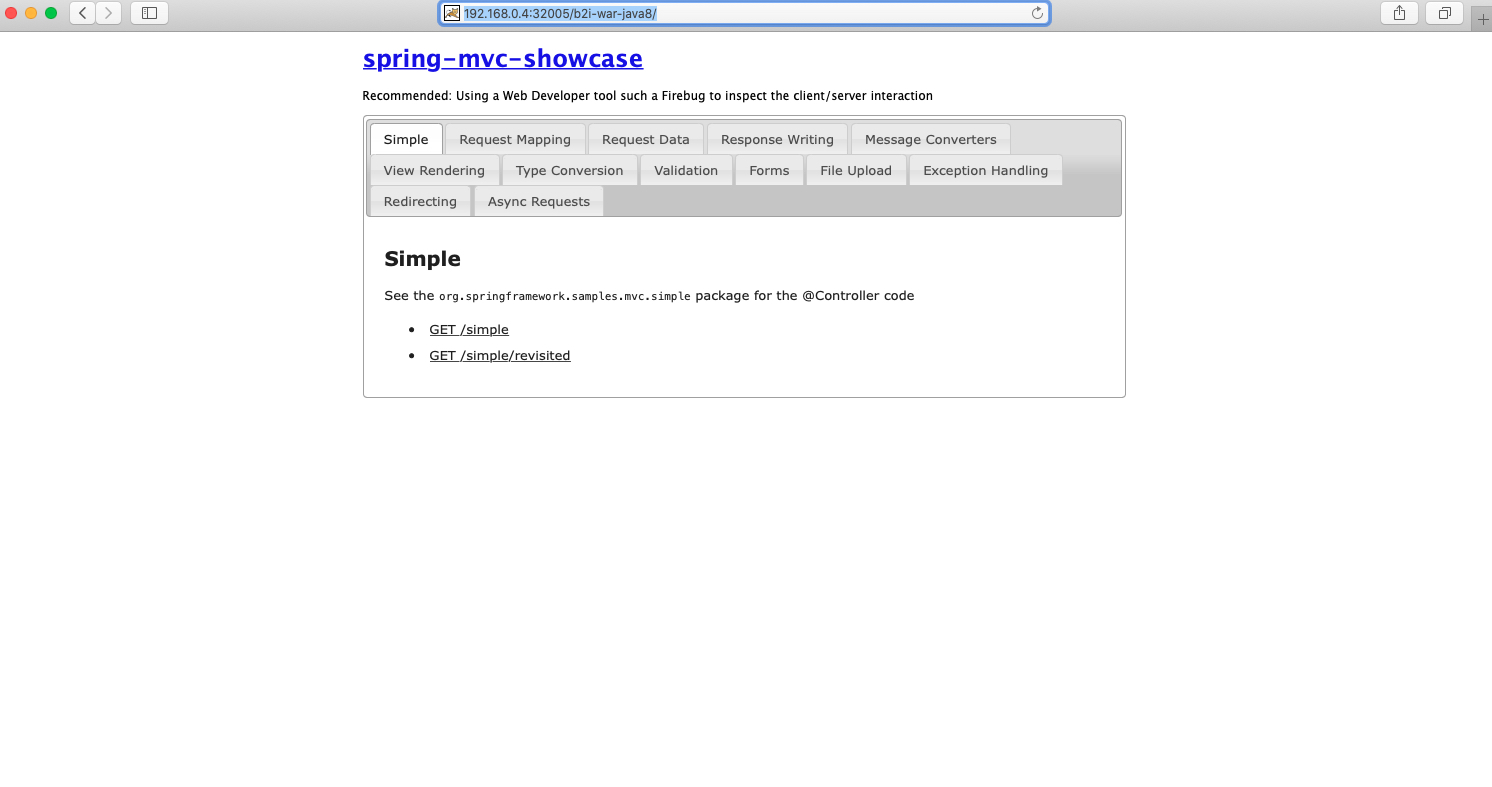 192.168.0.4:32005/b2i-war-java8/
spring-mvc-showcase
Recommended: Using a Web Developer tool such a Firebug to inspect the client/server interaction
Simple Request Mapping Request Data Response Writing Message Converters
View Rendering Type Conversion Validation Forms File Upload Exception Handling
Redirecting Async Requests
Simple
See the org.springframework.samples.mvc.simple package for the @Controller code
• GET /simple
• GET /simple/revisited